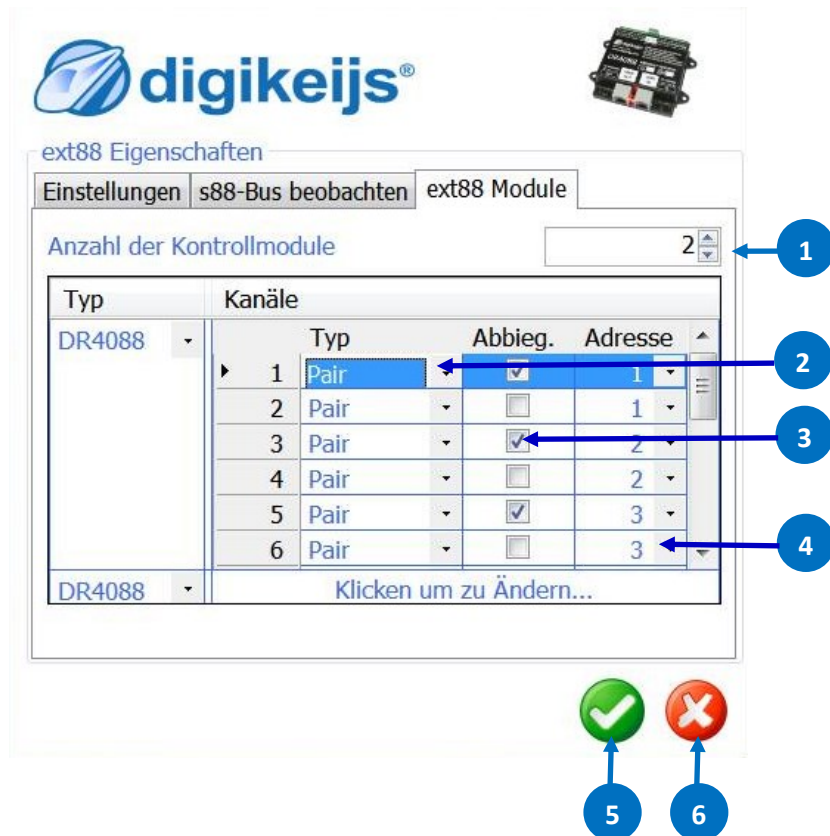 digikeijs®
DR4088
ext88 Eigenschaften
Einstellungen s88-Bus beobachten ext88 Module
Anzahl der Kontrollmodule 2 1
Typ Kanäle
DR4088 Typ Abbieg. Adresse
1 Pair 1 2
2 Pair 1
3 Pair 2 3
4 Pair 2
5 Pair 3
6 Pair 3 4
DR4088 Klicken um zu Ändern...
5 6